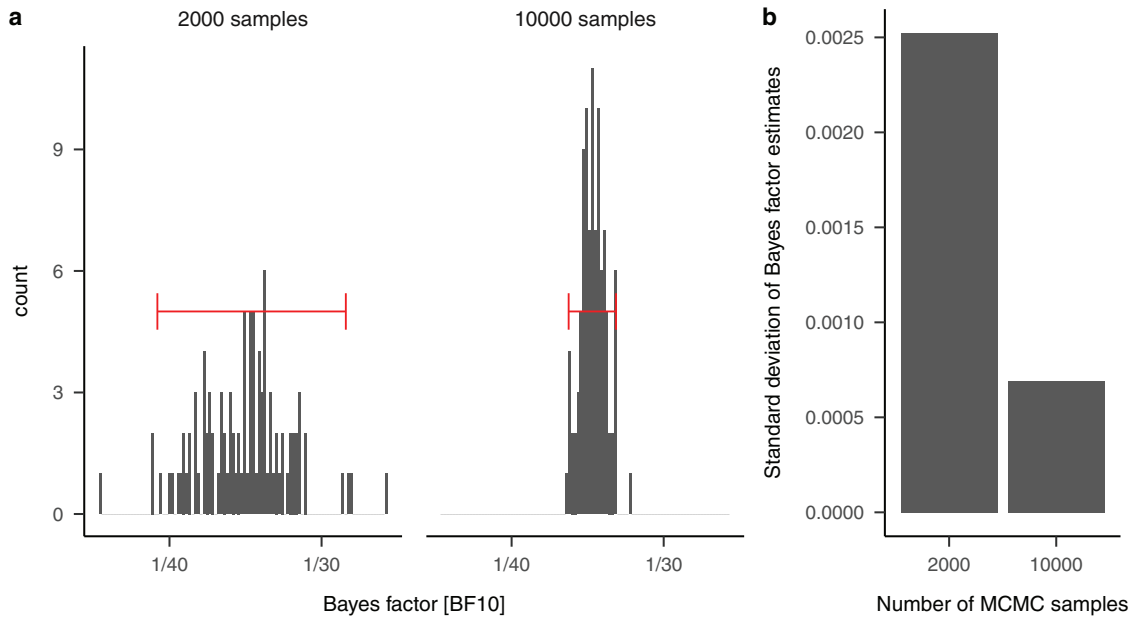 a
2000 samples
10000 samples
count
9
6
3
0
1/40
1/30
1/40
1/30
Bayes factor [BF10]
b
Standard deviation of Bayes factor estimates
0.0025
0.0020
0.0015
0.0010
0.0005
0.0000
2000
10000
Number of MCMC samples